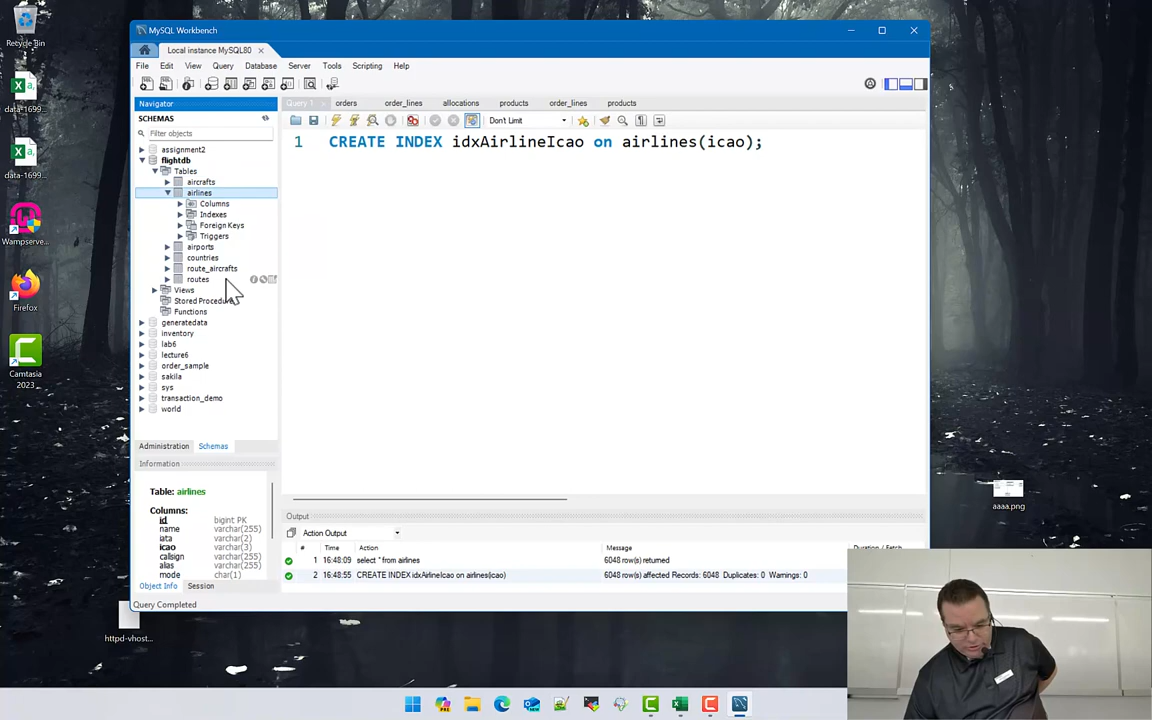 Recycle Bin
data-1699...
data-1699...
Wampserve...
Firefox
Camtasia
2023
httpd-vhost...
aaaa.png
MySQL Workbench
Local instance MySQL80
File Edit View Query Database Server Tools Scripting Help
Navigator
SCHEMAS
Filter objects
assignment2
flightdb
Tables
aircrafts
airlines
Columns
Indexes
Foreign Keys
Triggers
airports
countries
route_aircrafts
routes
Views
Stored Procedures
Functions
generatedata
inventory
lab6
lecture6
order_sample
sakila
sys
transaction_demo
world
Administration Schemas
Information
Table: airlines
Columns:
id bigint PK
name varchar(255)
iata varchar(2)
icao varchar(3)
callsign varchar(255)
alias varchar(255)
mode char(1)
Object Info Session
Query Completed
Query 1 orders order_lines allocations products order_lines products
Don't Limit
1 CREATE INDEX idxAirlineIcao on airlines(icao);
Output
Action Output
# Time Action Message Duration / Fetch
1 16:48:09 select * from airlines 6048 row(s) returned
2 16:48:55 CREATE INDEX idxAirlineIcao on airlines(icao) 6048 row(s) affected Records: 6048 Duplicates: 0 Warnings: 0